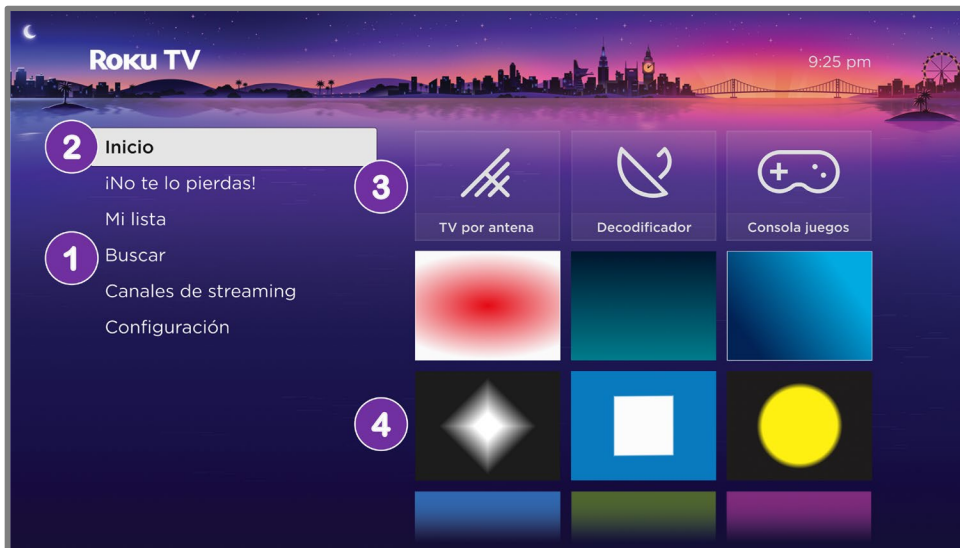 Roku TV
9:25 pm
2
Inicio
¡No te lo pierdas!
3
Mi lista
TV por antena
Decodificador
Consola juegos
1
Buscar
Canales de streaming
Configuración
4